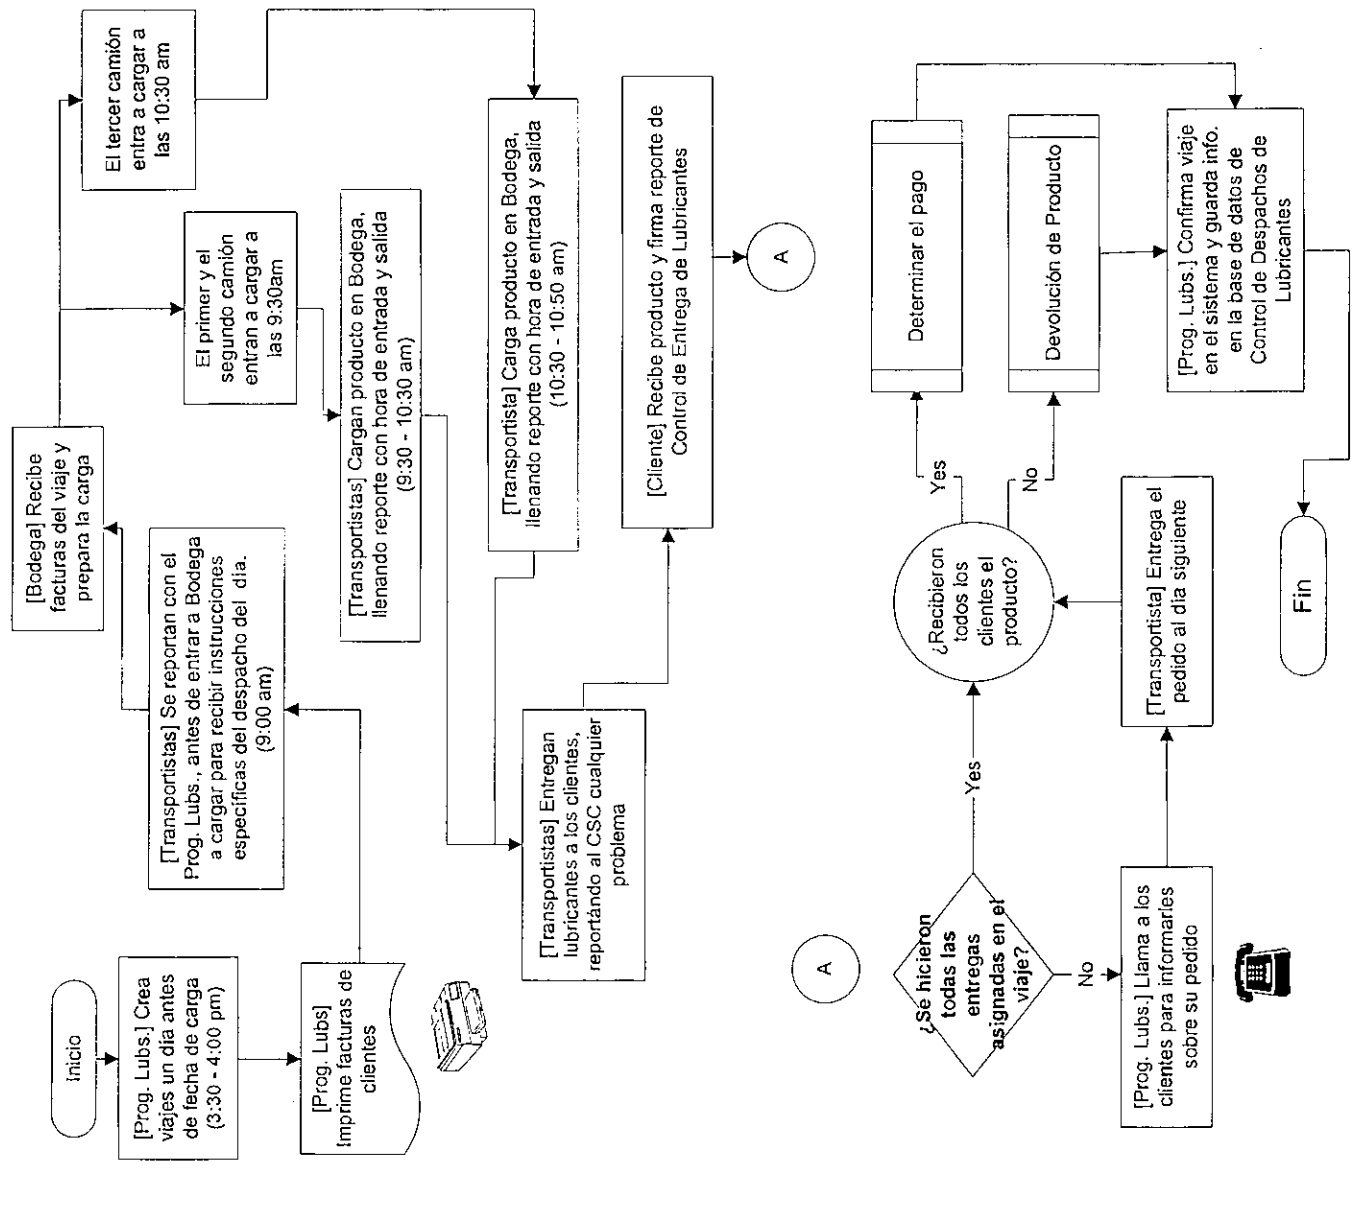 Inicio
[Prog. Lubs.] Crea
viajes un día antes
de fecha de carga
(3:30 - 4:00 pm)
[Prog. Lubs]
Imprime facturas de
clientes
[Transportistas] Se reportan con el
Prog. Lubs., antes de entrar a Bodega
a cargar para recibir instrucciones
específicas del despacho del día.
(9:00 am)
[Bodega] Recibe
facturas del viaje y
prepara la carga
El primer y el
segundo camión
entran a cargar a
las 9:30am
El tercer camión
entra a cargar a
las 10:30 am
[Transportistas] Cargan producto en Bodega,
llenando reporte con hora de entrada y salida
(9:30 - 10:30 am)
[Transportista] Carga producto en Bodega,
llenando reporte con hora de entrada y salida
(10:30 - 10:50 am)
[Transportistas] Entregan
lubricantes a los clientes,
reportándo al CSC cualquier
problema
[Cliente] Recibe producto y firma reporte de
Control de Entrega de Lubricantes
A
A
¿Se hicieron
todas las
entregas
asignadas en el
viaje?
Yes
No
[Prog. Lubs.] Llama a los
clientes para informarles
sobre su pedido
[Transportista] Entrega el
pedido al día siguiente
¿Recibieron
todos los
clientes el
producto?
Yes
No
Determinar el pago
Devolución de Producto
[Prog. Lubs.] Confirma viaje
en el sistema y guarda info.
en la base de datos de
Control de Despachos de
Lubricantes
Fin